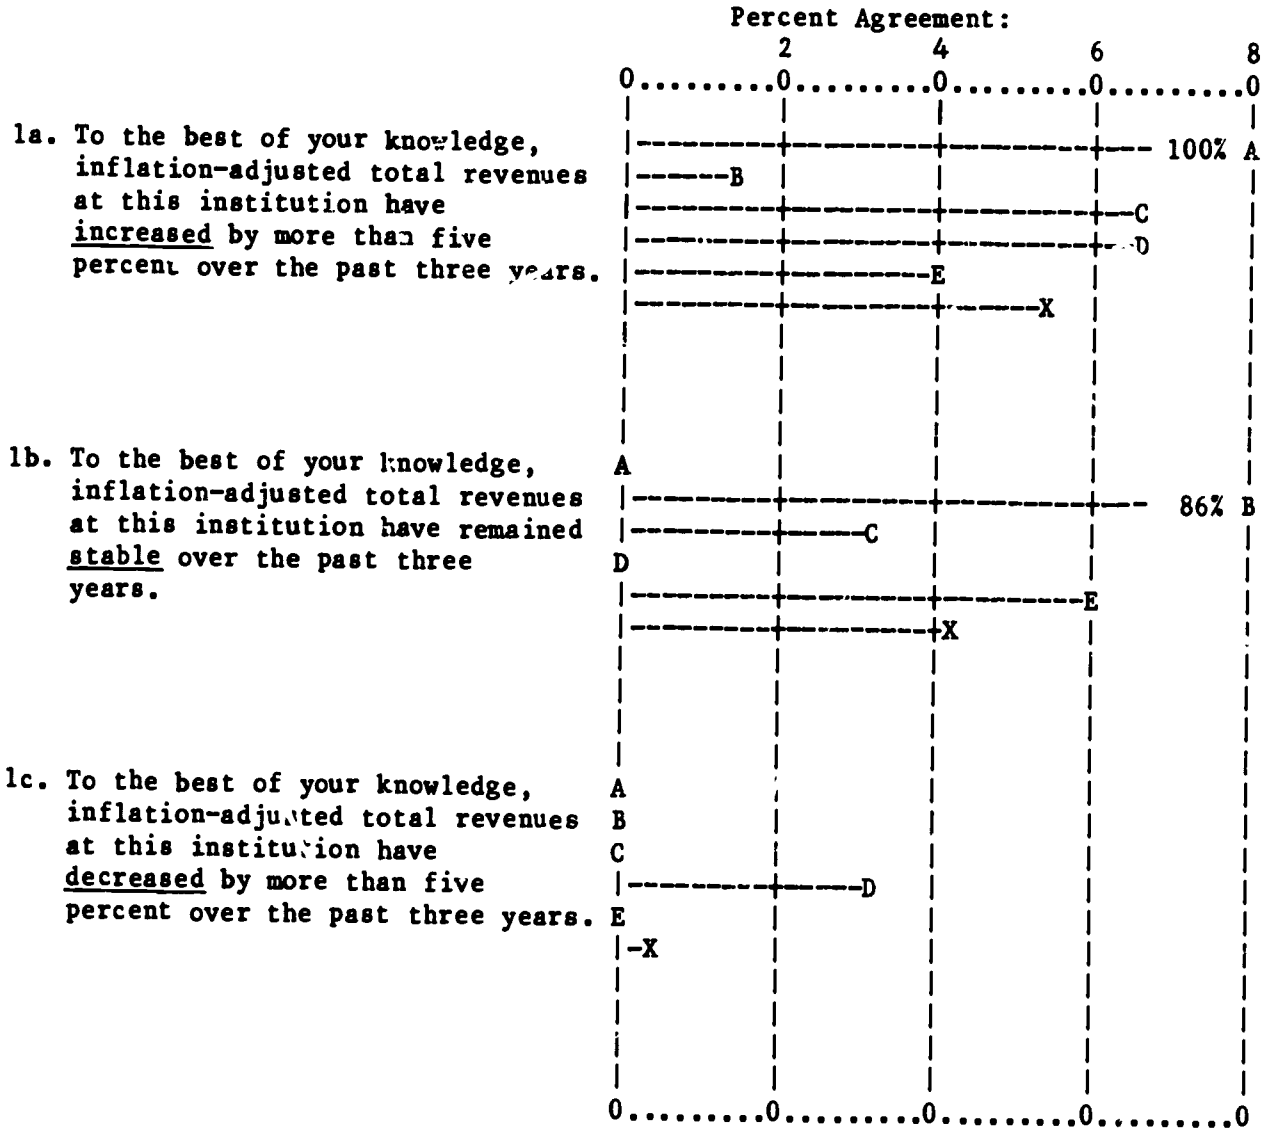 Percent Agreement:
2 4 6 8
0.........0.........0.........0.........0
1a. To the best of your knowledge,
inflation-adjusted total revenues
at this institution have
increased by more than five
percent over the past three years.
100% A
B
C
D
E
X
1b. To the best of your knowledge,
inflation-adjusted total revenues
at this institution have remained
stable over the past three
years.
A
86% B
C
D
E
X
1c. To the best of your knowledge,
inflation-adjusted total revenues
at this institution have
decreased by more than five
percent over the past three years.
A
B
C
D
E
X
0.........0.........0.........0.........0